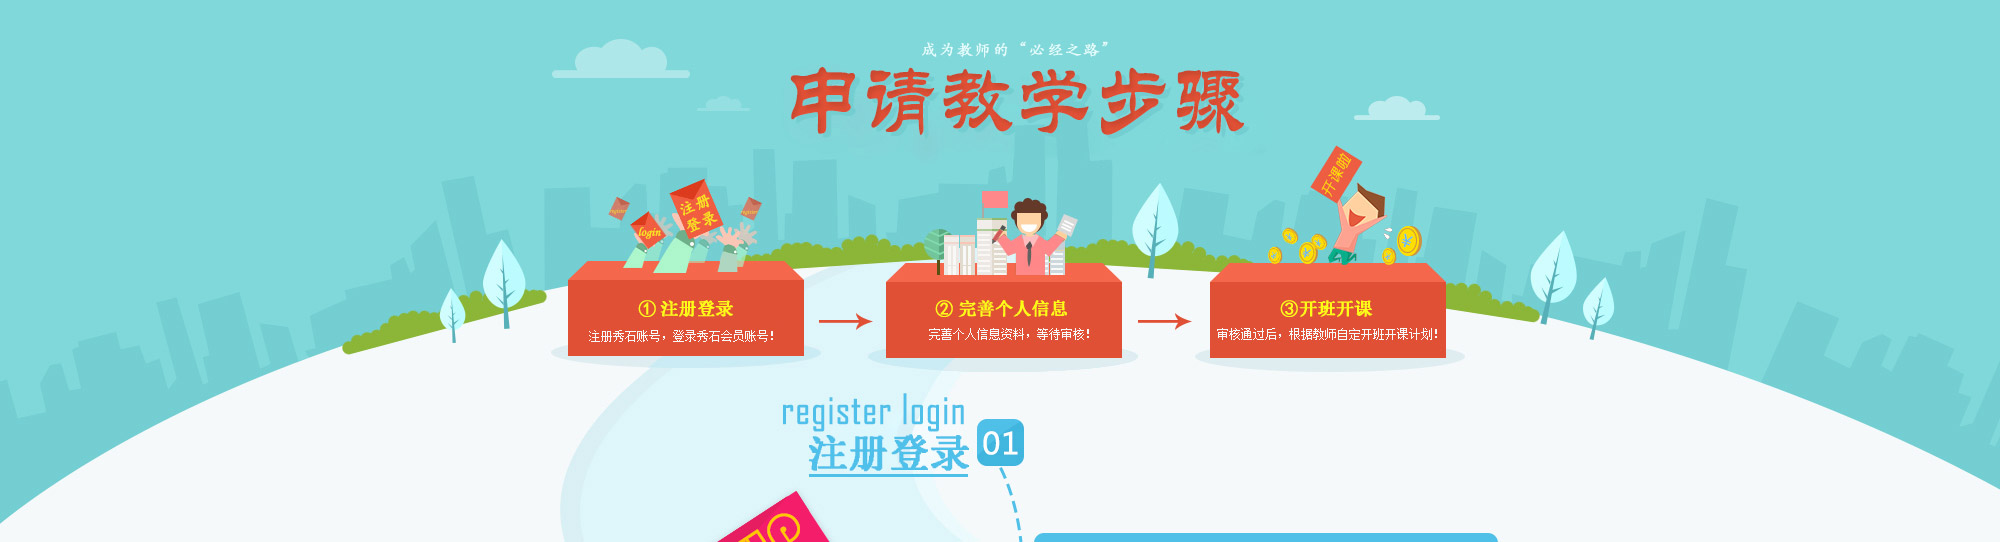 成为教师的“必经之路”
申请教学步骤
注册
登录
login
开课啦
① 注册登录
注册秀石账号，登录秀石会员账号！
② 完善个人信息
完善个人信息资料，等待审核！
③开班开课
审核通过后，根据教师自定开班开课计划！
register login
注册登录
01